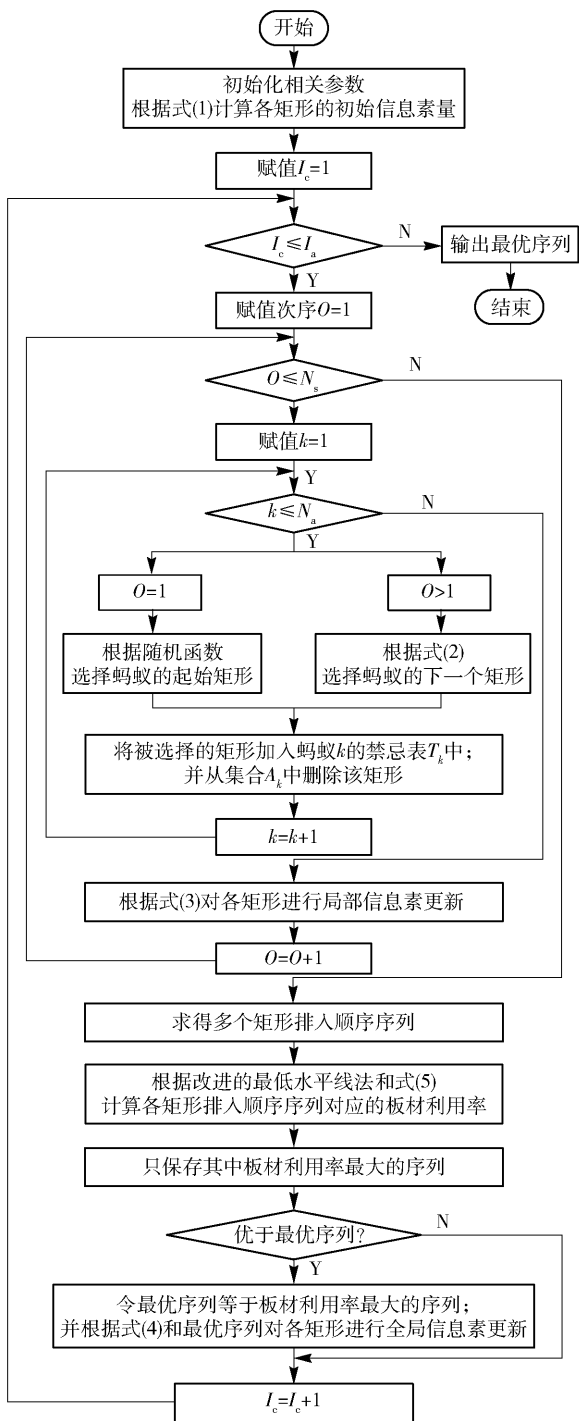 开始
初始化相关参数
根据式(1)计算各矩形的初始信息素量
赋值Ic=1
Ic≤Ia
N
输出最优序列
Y
结束
赋值次序O=1
O≤Ns
N
赋值k=1
Y
k≤Na
N
Y
O=1
O>1
根据随机函数
选择蚂蚁的起始矩形
根据式(2)
选择蚂蚁的下一个矩形
将被选择的矩形加入蚂蚁k的禁忌表Tk中；
并从集合Ak中删除该矩形
k=k+1
根据式(3)对各矩形进行局部信息素更新
O=O+1
求得多个矩形排入顺序序列
根据改进的最低水平线法和式(5)
计算各矩形排入顺序序列对应的板材利用率
只保存其中板材利用率最大的序列
优于最优序列？
N
Y
令最优序列等于板材利用率最大的序列；
并根据式(4)和最优序列对各矩形进行全局信息素更新
Ic=Ic+1